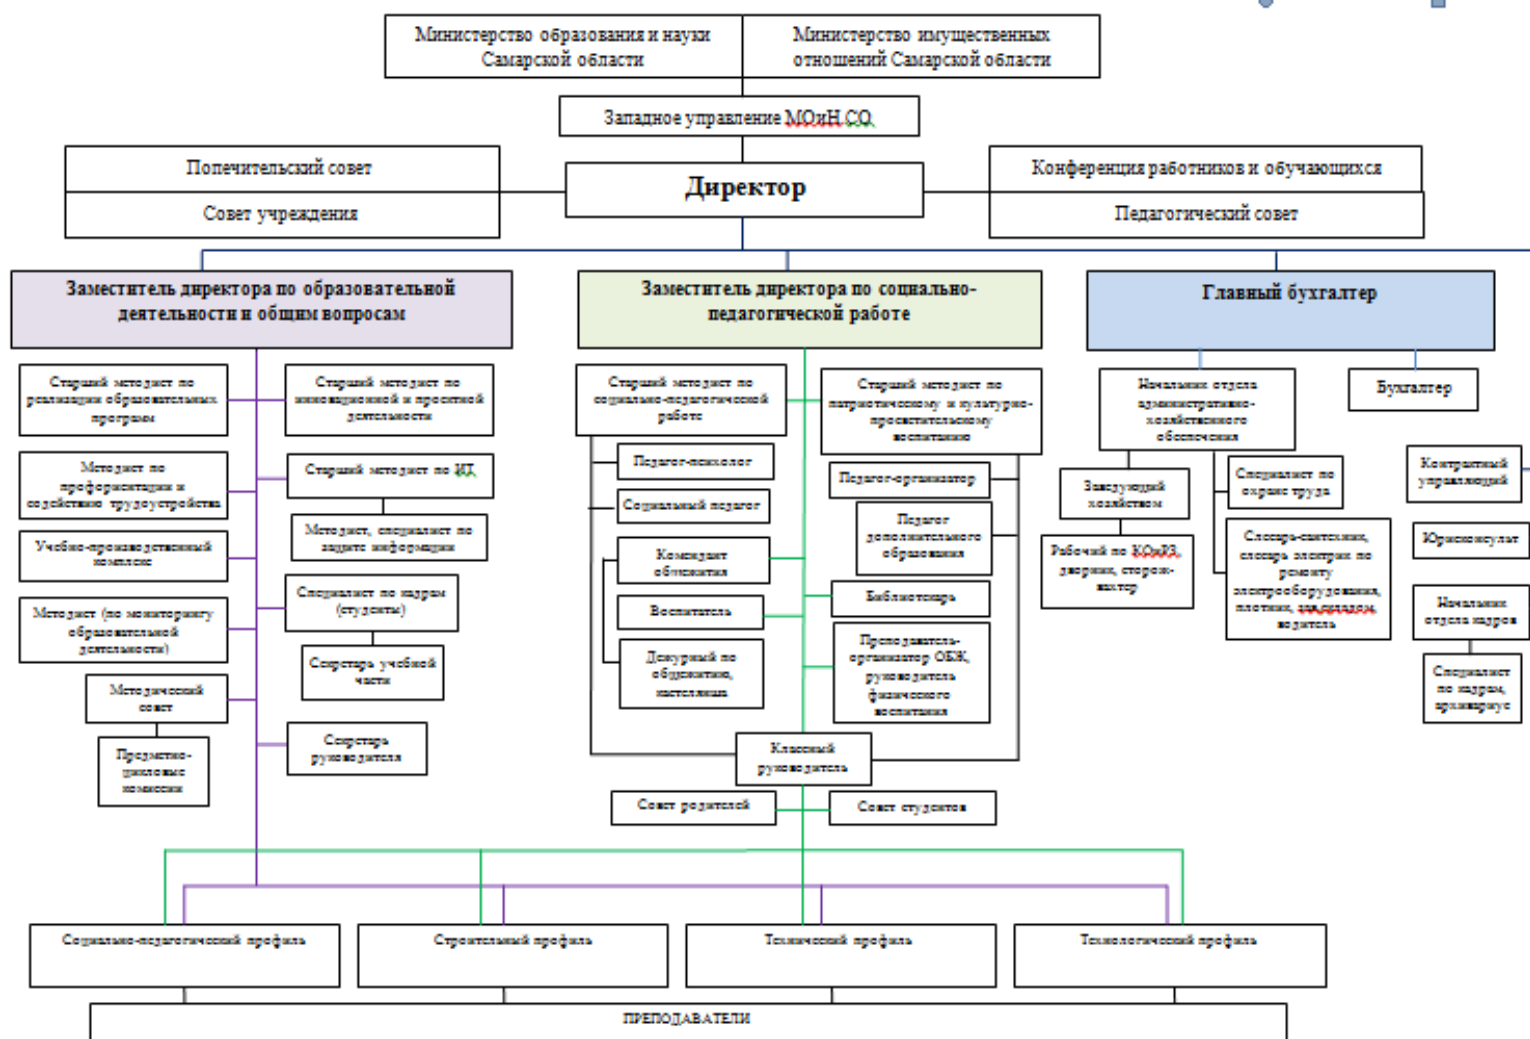 Министерство образования и науки
Самарской области
Министерство имущественных
отношений Самарской области
Западное управление МОиН СО
Попечительский совет
Совет учреждения
Директор
Конференция работников и обучающихся
Педагогический совет
Заместитель директора по образовательной
деятельности и общим вопросам
Заместитель директора по социально-
педагогической работе
Главный бухгалтер
Старший методист по
реализации образовательных
программ
Старший методист по
инновационной и проектной
деятельности
Методист по
профориентации и
содействию трудоустройства
Старший методист по ИТ
Методист, специалист по
защите информации
Учебно-производственный
комплекс
Специалист по кадрам
(студенты)
Методист (по мониторингу
образовательной
деятельности)
Секретарь учебной
части
Методический
совет
Предметно-
цикловые
комиссии
Секретарь
руководителя
Старший методист по
социально-педагогической
работе
Старший методист по
патриотическому и культурно-
просветительскому
воспитанию
Педагог-психолог
Социальный педагог
Комендант
общежития
Воспитатель
Дежурный по
общежитию,
кастелянша
Педагог-организатор
Педагог
дополнительного
образования
Библиотекарь
Преподаватель-
организатор ОБЖ,
руководитель
физического
воспитания
Классный
руководитель
Совет родителей
Совет студентов
Начальник отдела
административно-
хозяйственного
обеспечения
Бухгалтер
Заведующий
хозяйством
Специалист по
охране труда
Рабочий по КОиРЗ,
дворник, сторож-
вахтер
Слесарь-сантехник,
слесарь электрик по
ремонту
электрооборудования,
плотник, зав.складом,
водитель
Контрактный
управляющий
Юрисконсульт
Начальник
отдела кадров
Специалист
по кадрам,
архивариус
Социально-педагогический профиль
Строительный профиль
Технический профиль
Технологический профиль
ПРЕПОДАВАТЕЛИ